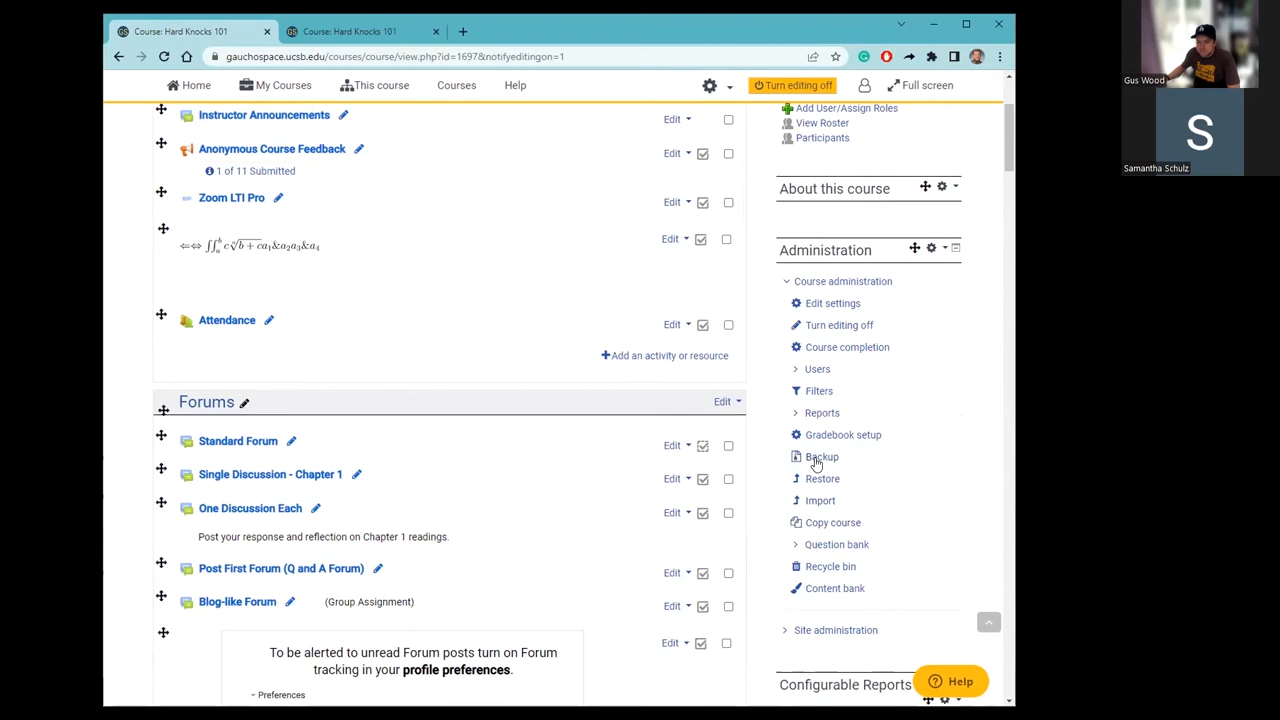 GS Course: Hard Knocks 101
GS Course: Hard Knocks 101
gauchospace.ucsb.edu/courses/course/view.php?id=1697&notifyeditingon=1
Home
My Courses
This course
Courses
Help
Turn editing off
Full screen
Instructor Announcements
Edit
Anonymous Course Feedback
Edit
1 of 11 Submitted
Zoom LTI Pro
Edit
⇐⇔ ∫∫ₐᵇ c ⁿ√b + c a₁&a₂a₃&a₄
Edit
Attendance
Edit
+Add an activity or resource
Forums
Edit
Standard Forum
Edit
Single Discussion - Chapter 1
Edit
One Discussion Each
Edit
Post your response and reflection on Chapter 1 readings.
Post First Forum (Q and A Forum)
Edit
Blog-like Forum
(Group Assignment)
Edit
Edit
To be alerted to unread Forum posts turn on Forum
tracking in your profile preferences.
Preferences
Add User/Assign Roles
View Roster
Participants
About this course
Administration
Course administration
Edit settings
Turn editing off
Course completion
Users
Filters
Reports
Gradebook setup
Backup
Restore
Import
Copy course
Question bank
Recycle bin
Content bank
Site administration
Configurable Reports
Help
Gus Wood
S
Samantha Schulz